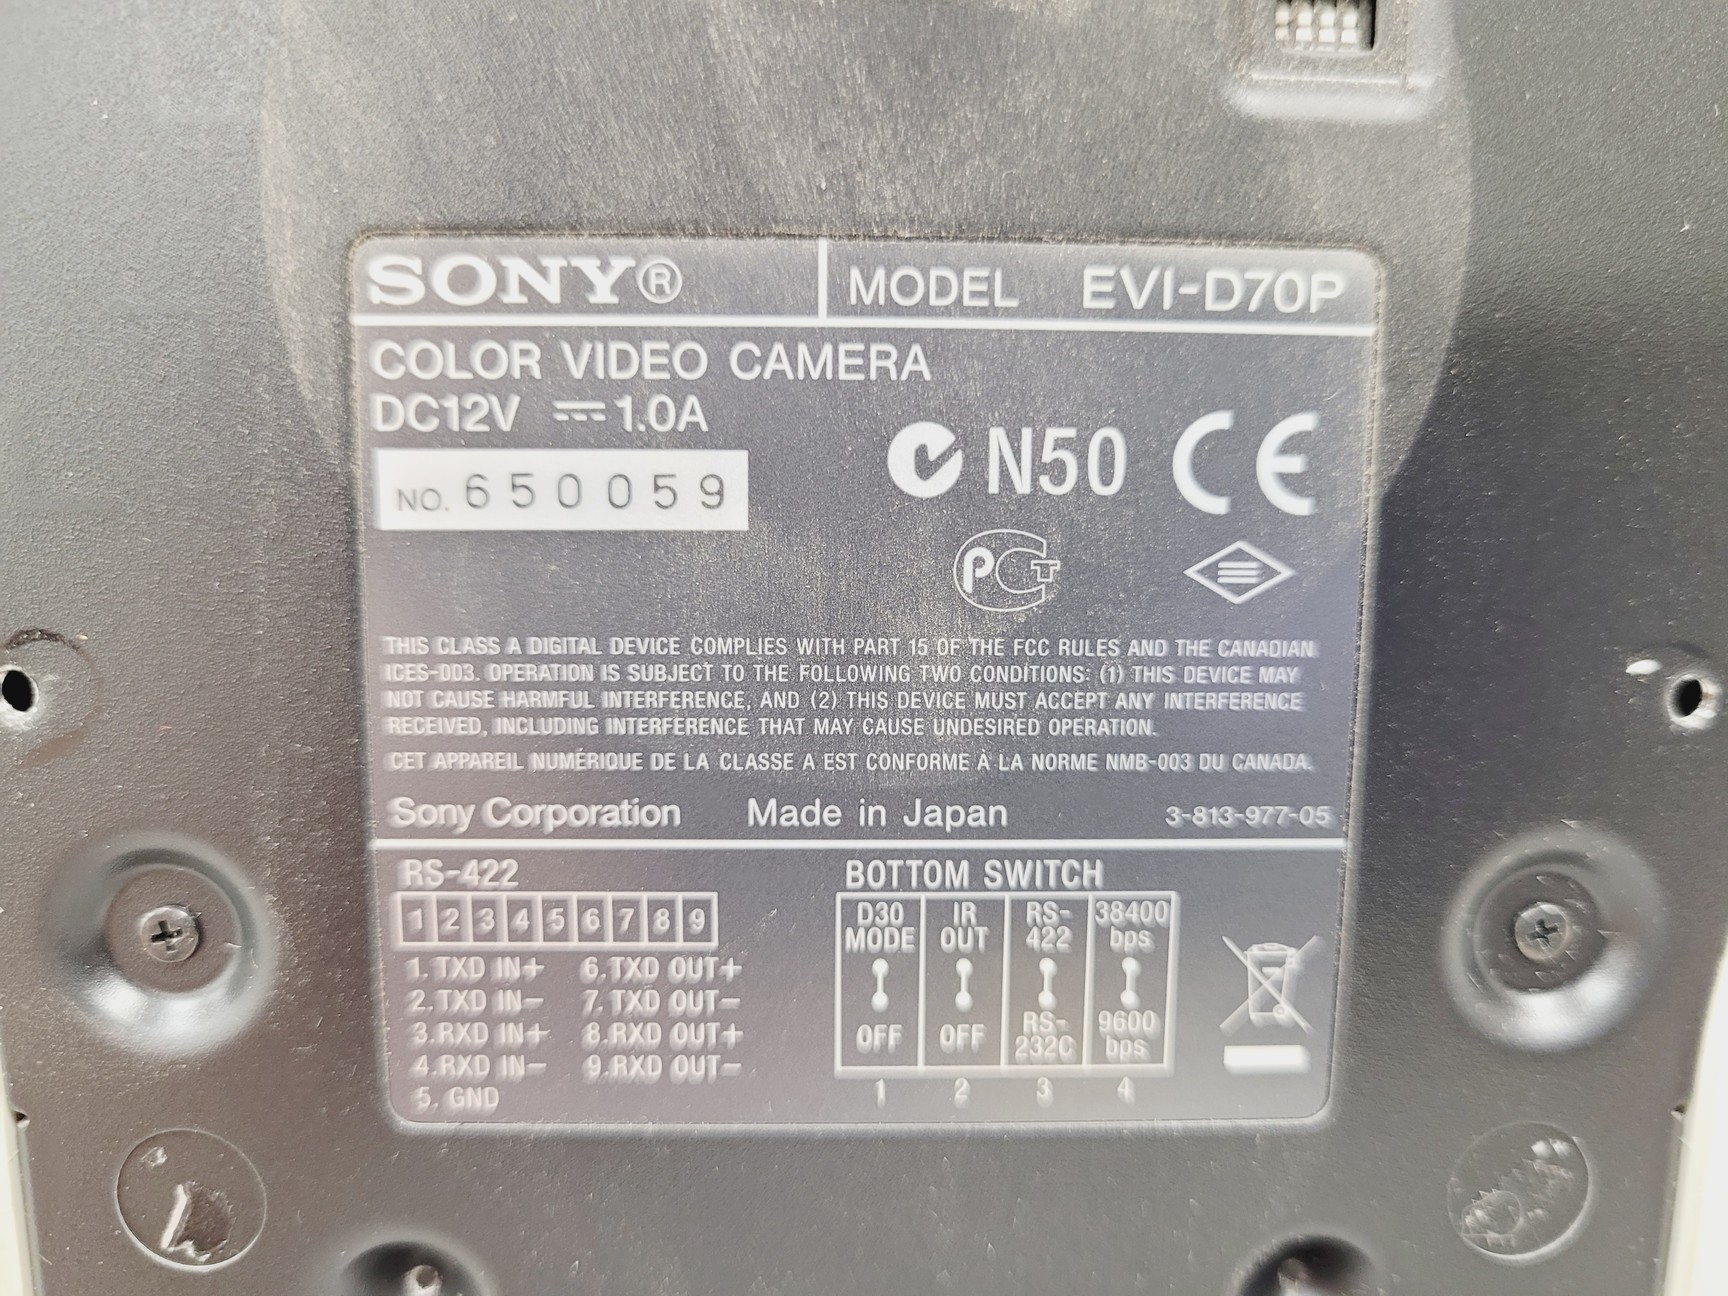 SONY®
MODEL EVI-D70P
COLOR VIDEO CAMERA
DC12V ⎓ 1.0A
NO. 650059
N50 CE
PCT
THIS CLASS A DIGITAL DEVICE COMPLIES WITH PART 15 OF THE FCC RULES AND THE CANADIAN
ICES-003. OPERATION IS SUBJECT TO THE FOLLOWING TWO CONDITIONS: (1) THIS DEVICE MAY
NOT CAUSE HARMFUL INTERFERENCE, AND (2) THIS DEVICE MUST ACCEPT ANY INTERFERENCE
RECEIVED, INCLUDING INTERFERENCE THAT MAY CAUSE UNDESIRED OPERATION.
CET APPAREIL NUMÉRIQUE DE LA CLASSE A EST CONFORME À LA NORME NMB-003 DU CANADA.
Sony Corporation Made in Japan 3-813-977-05
RS-422
1 2 3 4 5 6 7 8 9
1. TXD IN+ 6. TXD OUT+
2. TXD IN- 7. TXD OUT-
3. RXD IN+ 8. RXD OUT+
4. RXD IN- 9. RXD OUT-
5. GND
BOTTOM SWITCH
D30 IR RS- 38400
MODE OUT 422 bps
OFF OFF RS- 9600
232C bps
1 2 3 4